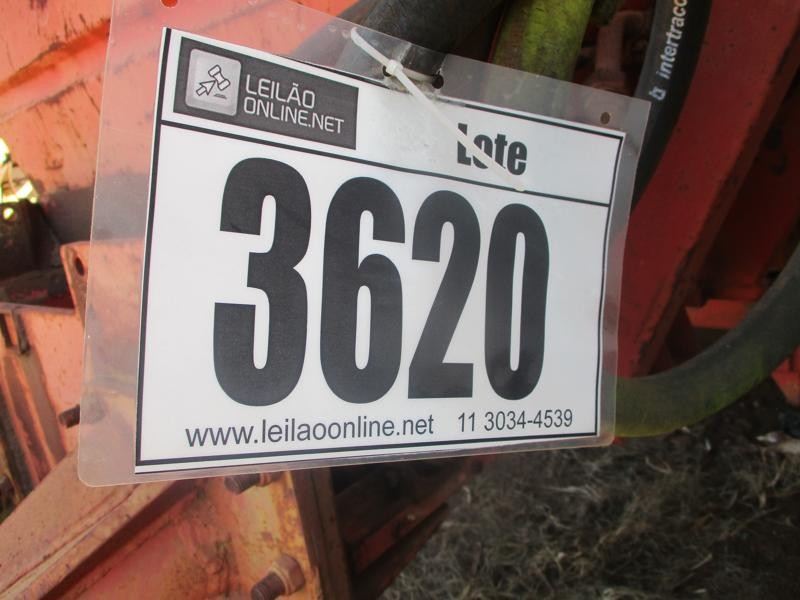 LEILÃO
ONLINE.NET
Lote
3620
www.leilaoonline.net 11 3034-4539
intertraco